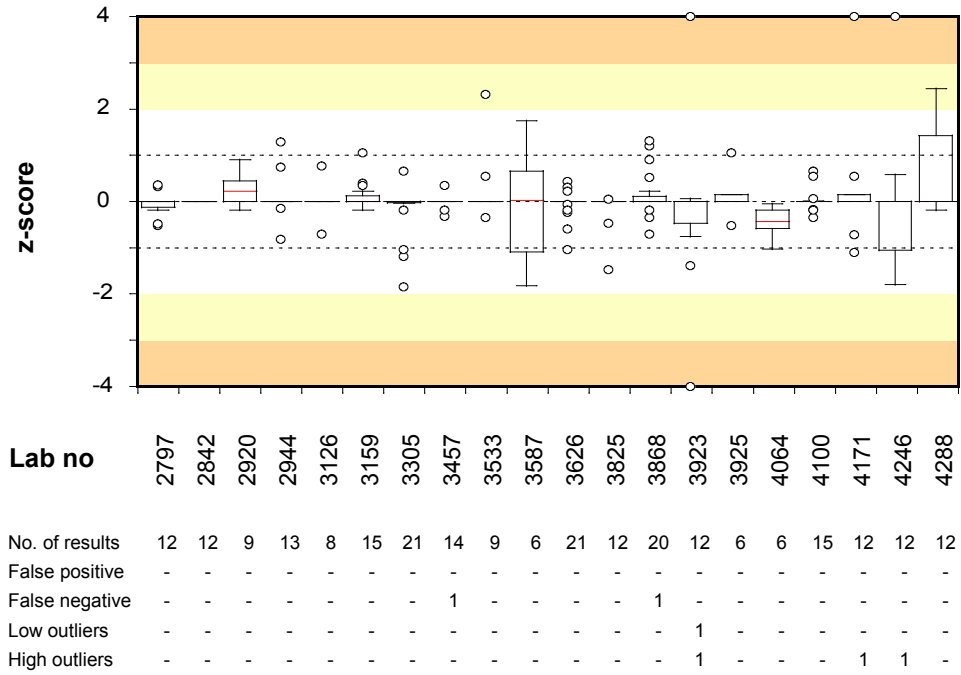 4
2
0
-2
-4
z-score
Lab no 2797 2842 2920 2944 3126 3159 3305 3457 3533 3587 3626 3825 3868 3923 3925 4064 4100 4171 4246 4288
No. of results 12 12 9 13 8 15 21 14 9 6 21 12 20 12 6 6 15 12 12 12
False positive - - - - - - - - - - - - - - - - - - - -
False negative - - - - - - - 1 - - - - 1 - - - - - - -
Low outliers - - - - - - - - - - - - - 1 - - - - - -
High outliers - - - - - - - - - - - - - 1 - - - 1 1 -